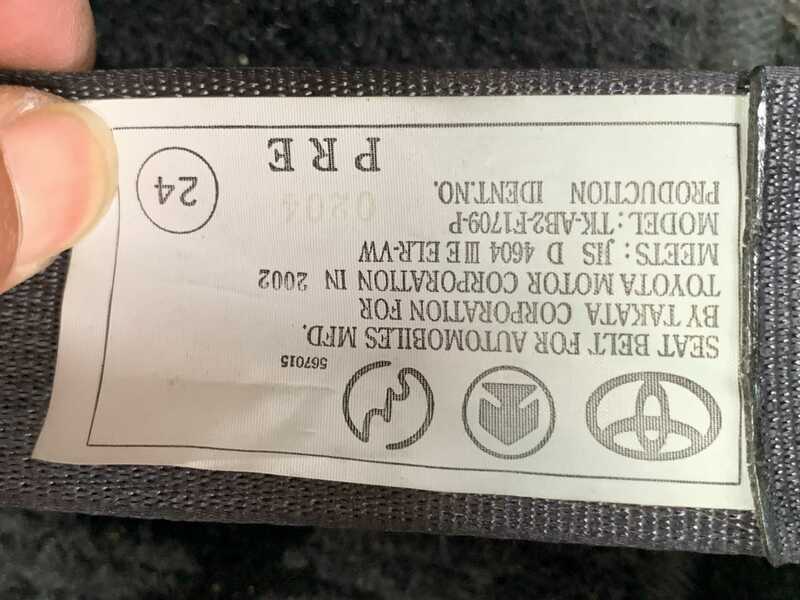 567015
SEAT BELT FOR AUTOMOBILES MFD.
BY TAKATA CORPORATION FOR
TOYOTA MOTOR CORPORATION IN 2002
MEETS: JIS D 4604 III E ELR-VW
MODEL: TK-AB2-F1709-P
PRODUCTION IDENT.NO.
0204
24
PRE